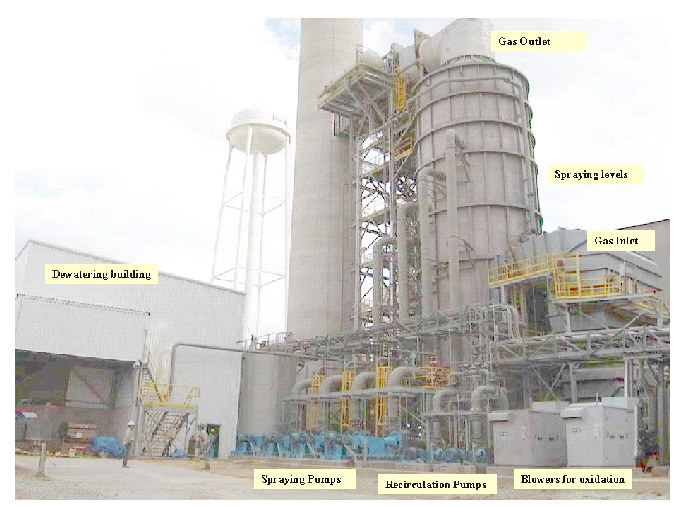 Gas Outlet
Spraying levels
Gas Inlet
Dewatering building
Spraying Pumps
Recirculation Pumps
Blowers for oxidation